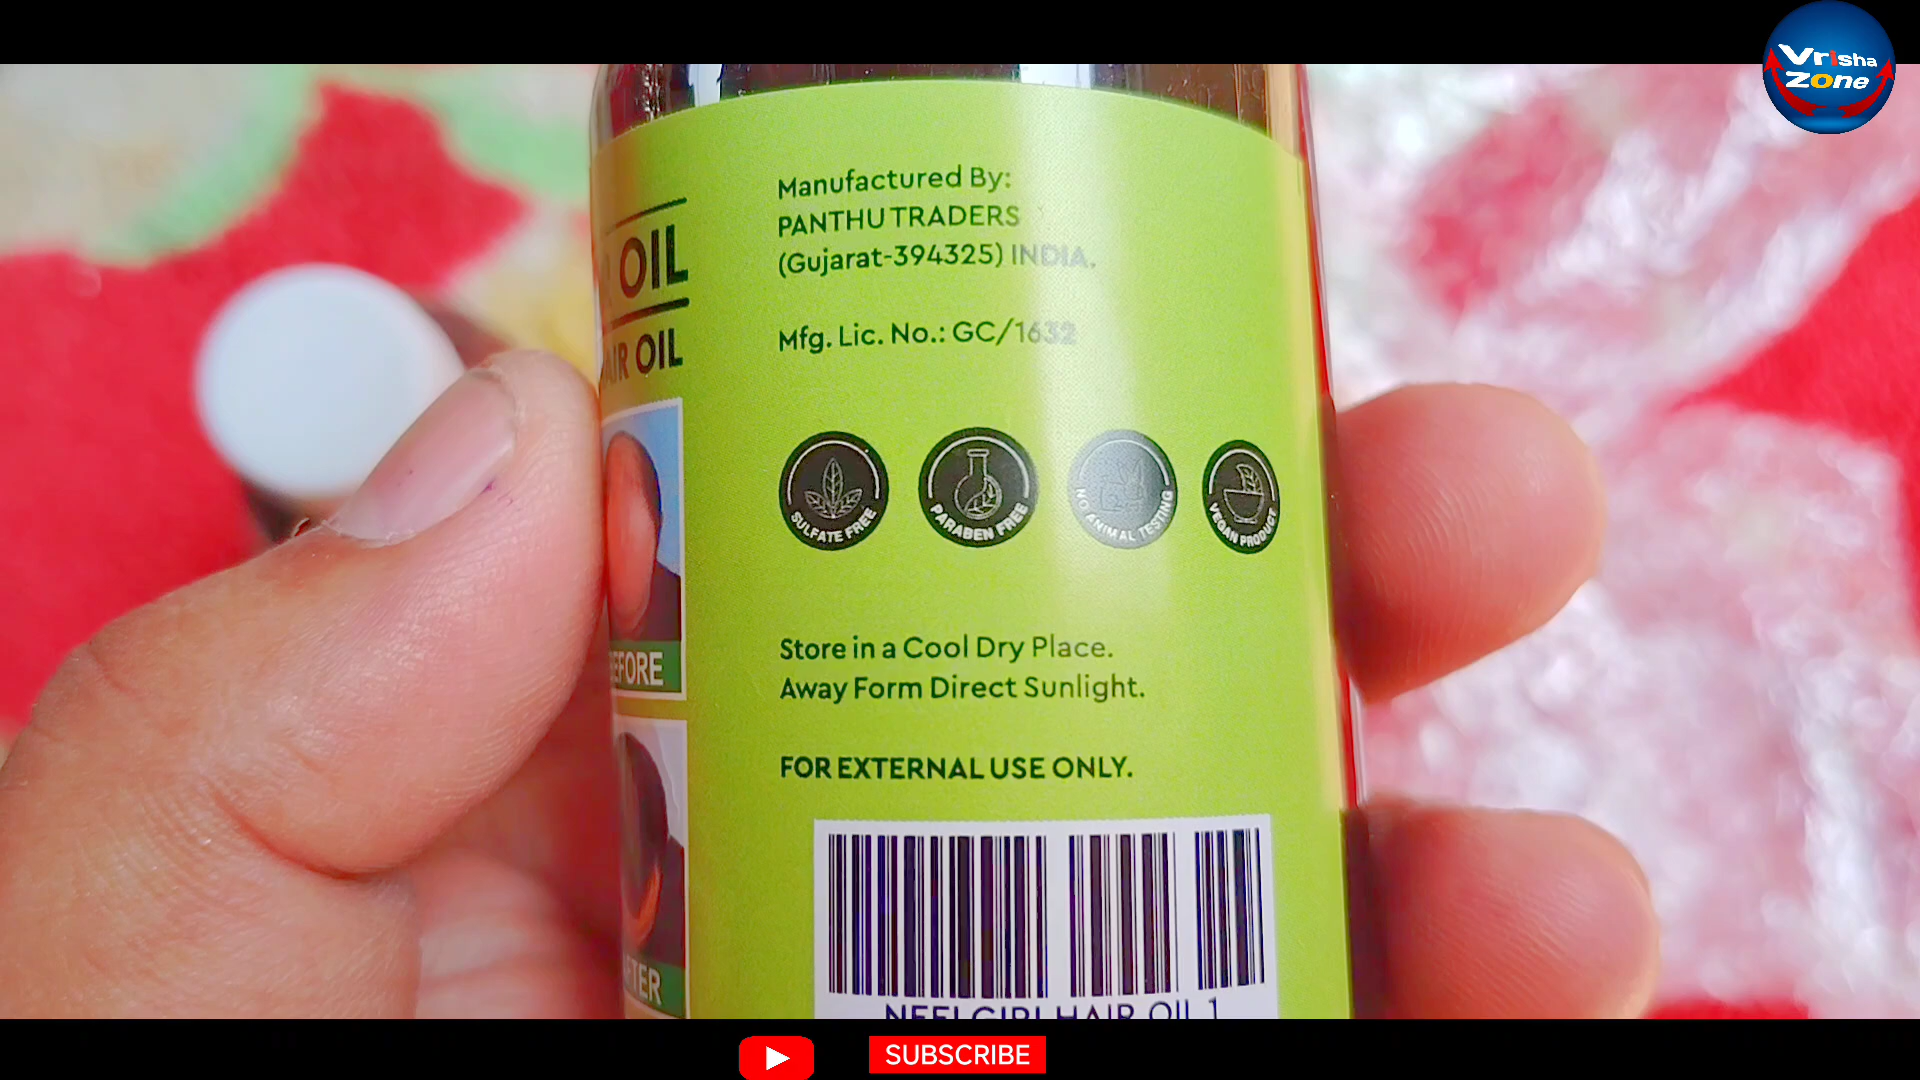 Vrisha
Zone
OIL
HAIR OIL
BEFORE
AFTER
Manufactured By:
PANTHU TRADERS
(Gujarat-394325) INDIA.
Mfg. Lic. No.: GC/1632
SULFATE FREE
PARABEN FREE
NO ANIMAL TESTING
VEGAN PRODUCT
Store in a Cool Dry Place.
Away Form Direct Sunlight.
FOR EXTERNAL USE ONLY.
NEELGIRI HAIR OIL 1
SUBSCRIBE